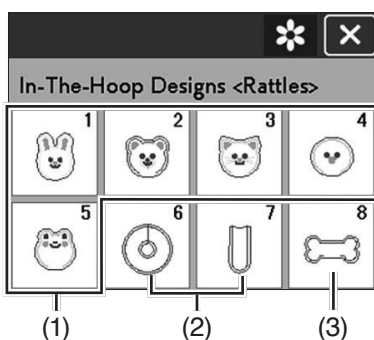 In-The-Hoop Designs <Rattles>
1 2 3 4
5 6 7 8
(1) (2) (3)